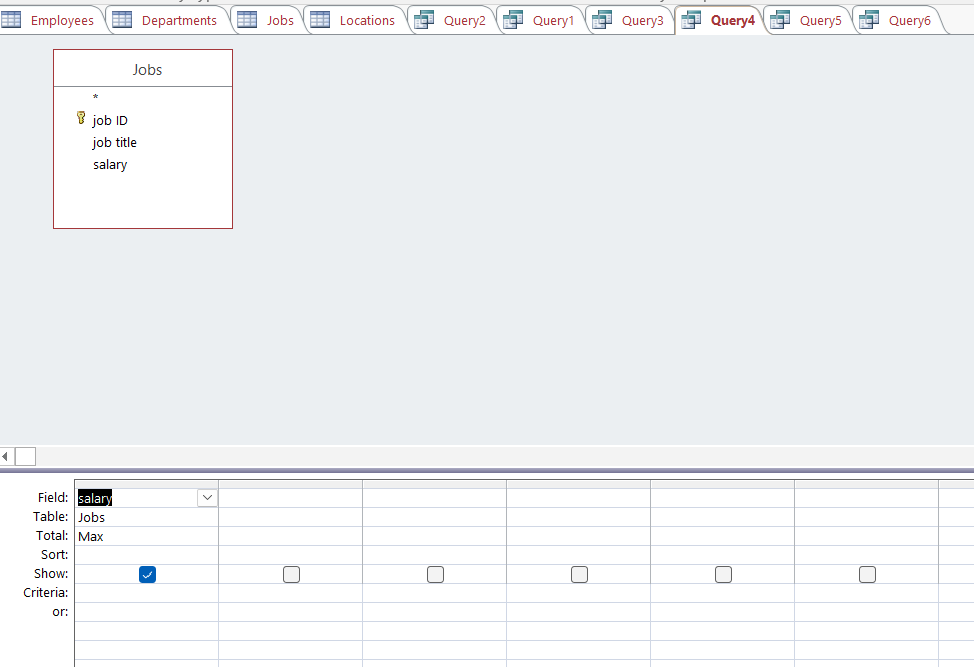 Employees Departments Jobs Locations Query2 Query1 Query3 Query4 Query5 Query6
Jobs
*
job ID
job title
salary
Field: salary
Table: Jobs
Total: Max
Sort:
Show:
Criteria:
or: